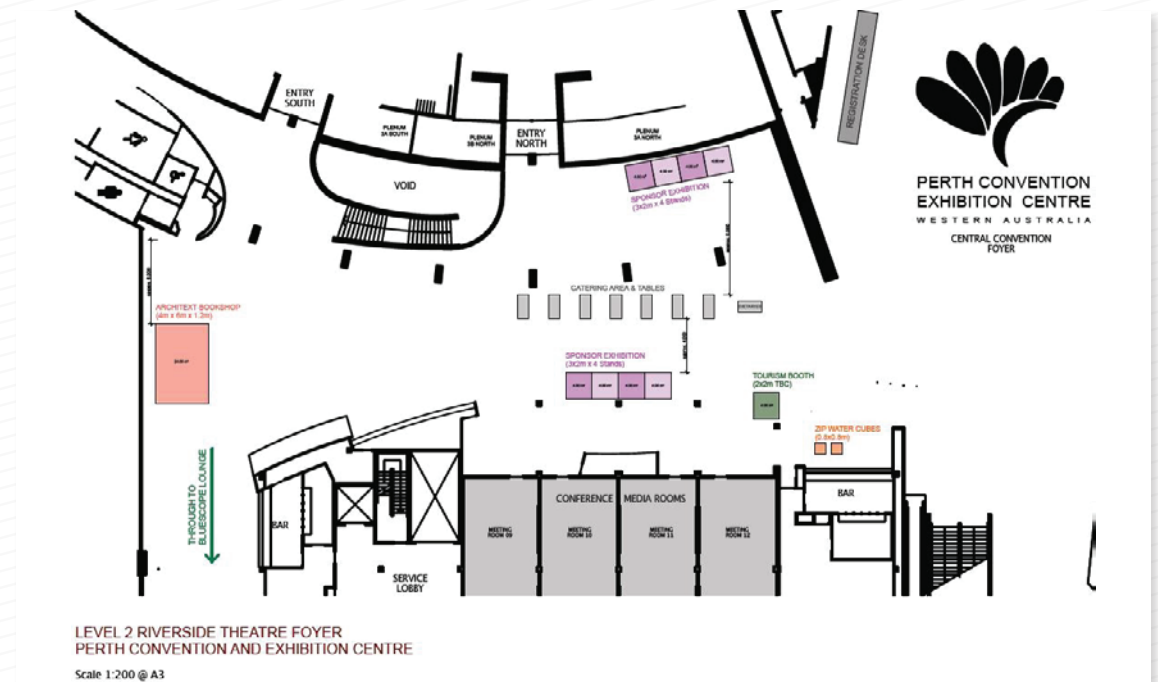 REGISTRATION DESK
ENTRY
SOUTH
PLENUM
3A SOUTH
PLENUM
3B NORTH
ENTRY
NORTH
PLENUM
3A NORTH
VOID
SPONSOR EXHIBITION
(3x2m x 4 Stands)
PERTH CONVENTION
EXHIBITION CENTRE
WESTERN AUSTRALIA
CENTRAL CONVENTION
FOYER
CATERING AREA & TABLES
ARCHITEXT BOOKSHOP
(4m x 6m x 1.2m)
SPONSOR EXHIBITION
(3x2m x 4 Stands)
TOURISM BOOTH
(2x2m TBC)
ZIP WATER CUBES
(0.8x0.8m)
THROUGH TO
BLUESCOPE LOUNGE
BAR
CONFERENCE MEDIA ROOMS
BAR
MEETING
ROOM 09
MEETING
ROOM 10
MEETING
ROOM 11
MEETING
ROOM 12
SERVICE
LOBBY
LEVEL 2 RIVERSIDE THEATRE FOYER
PERTH CONVENTION AND EXHIBITION CENTRE
Scale 1:200 @ A3